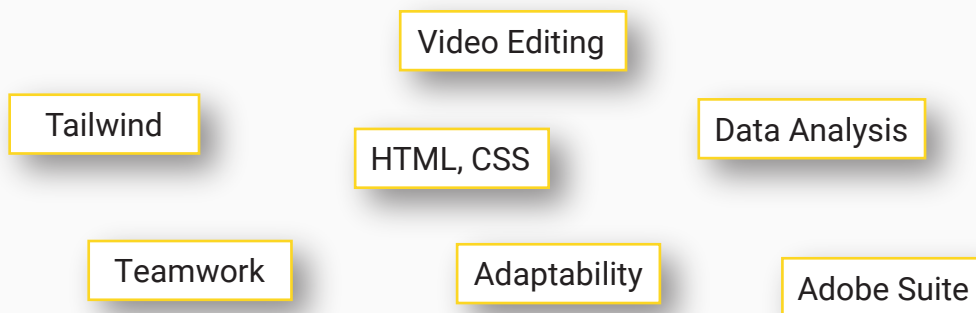 Video Editing
Tailwind
Data Analysis
HTML, CSS
Teamwork
Adaptability
Adobe Suite